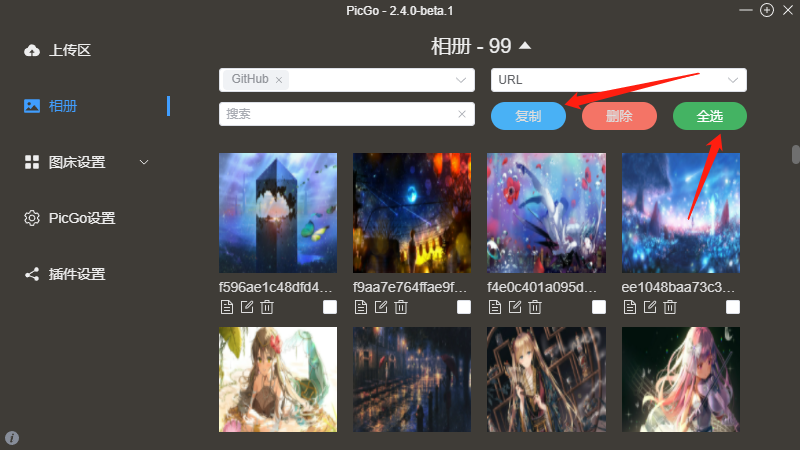 PicGo - 2.4.0-beta.1
上传区
相册
图床设置
PicGo设置
插件设置
相册 - 99
GitHub
URL
搜索
复制
删除
全选
f596ae1c48dfd4...
f9aa7e764ffae9f...
f4e0c401a095d...
ee1048baa73c3...